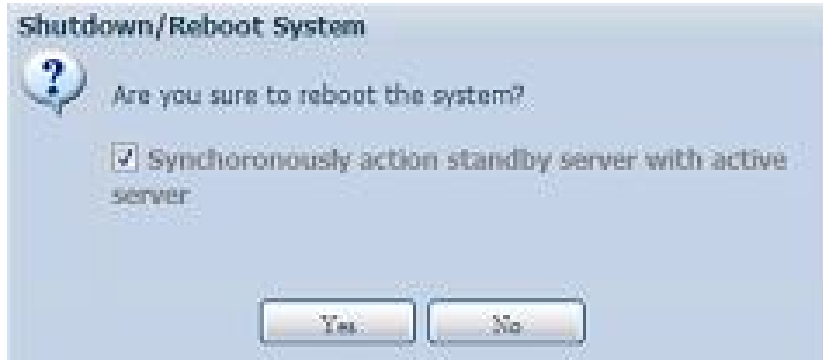 Shutdown/Reboot System
Are you sure to reboot the system?
Synchoronously action standby server with active
server
Yes No